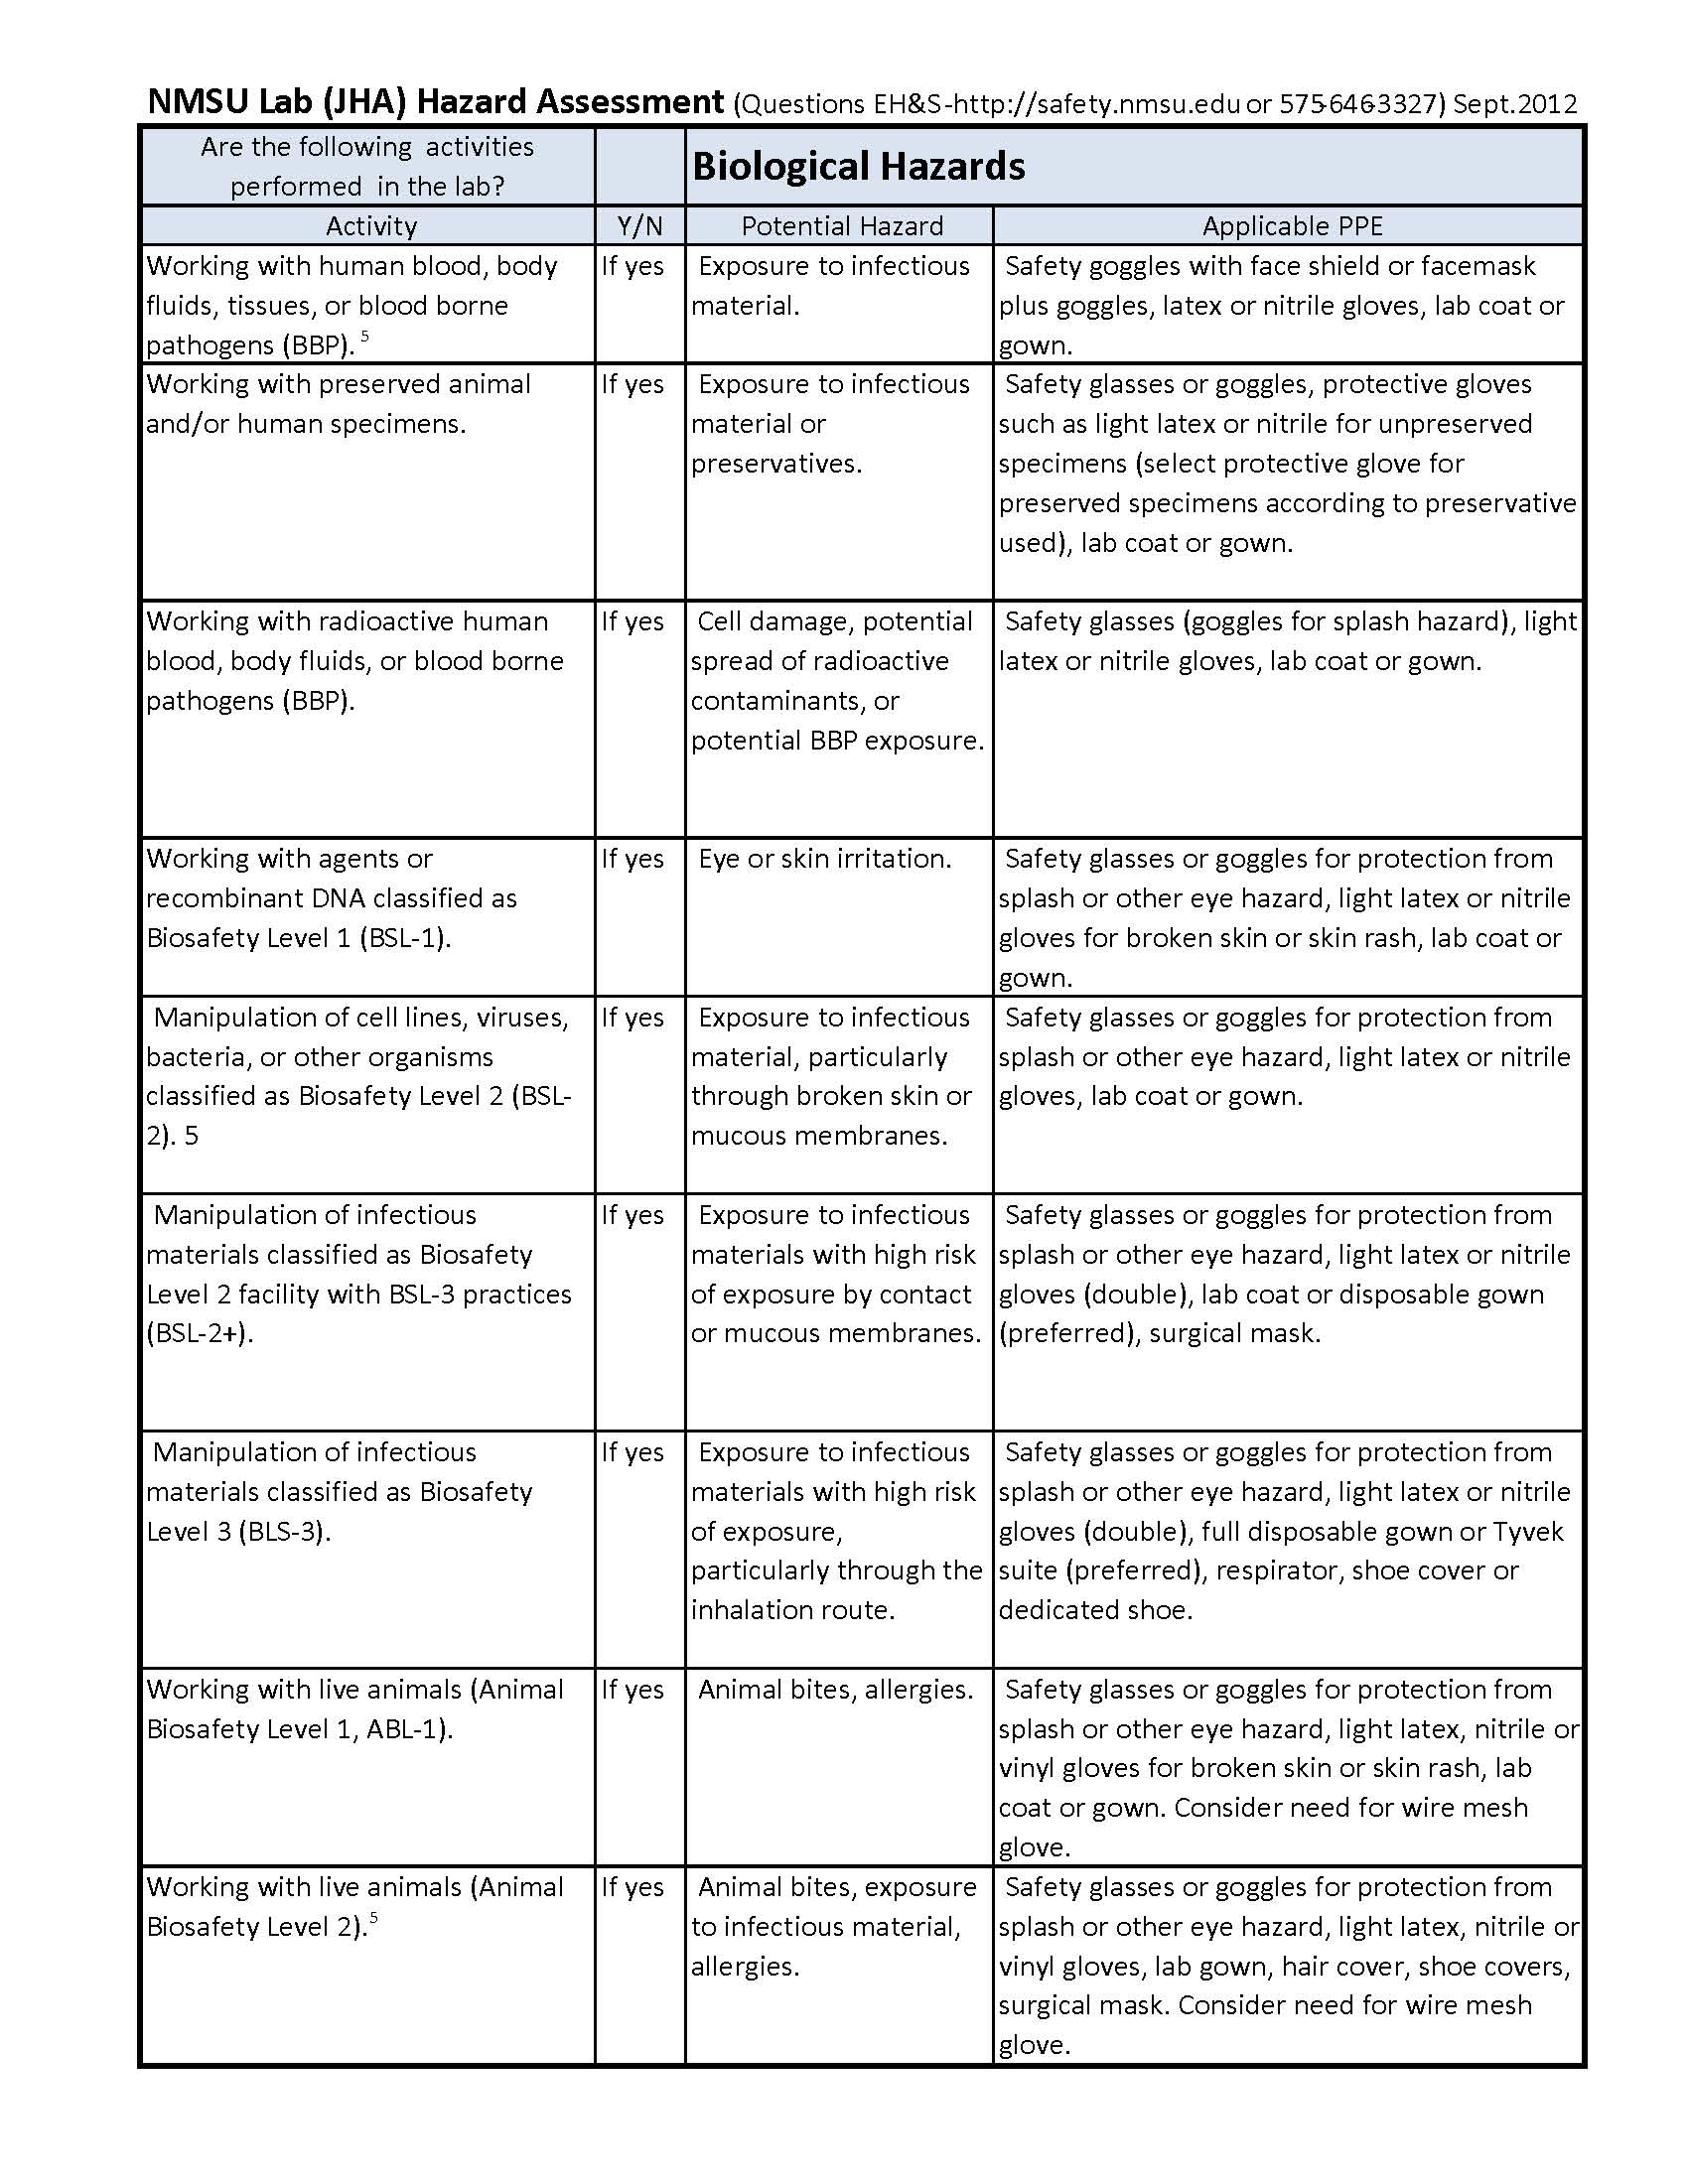 NMSU Lab (JHA) Hazard Assessment (Questions EH&S-http://safety.nmsu.edu or 575-646-3327) Sept.2012
Are the following activities
performed in the lab?
Biological Hazards
Activity
Y/N
Potential Hazard
Applicable PPE
Working with human blood, body
fluids, tissues, or blood borne
pathogens (BBP). 5
If yes
Exposure to infectious
material.
Safety goggles with face shield or facemask
plus goggles, latex or nitrile gloves, lab coat or
gown.
Working with preserved animal
and/or human specimens.
If yes
Exposure to infectious
material or
preservatives.
Safety glasses or goggles, protective gloves
such as light latex or nitrile for unpreserved
specimens (select protective glove for
preserved specimens according to preservative
used), lab coat or gown.
Working with radioactive human
blood, body fluids, or blood borne
pathogens (BBP).
If yes
Cell damage, potential
spread of radioactive
contaminants, or
potential BBP exposure.
Safety glasses (goggles for splash hazard), light
latex or nitrile gloves, lab coat or gown.
Working with agents or
recombinant DNA classified as
Biosafety Level 1 (BSL-1).
If yes
Eye or skin irritation.
Safety glasses or goggles for protection from
splash or other eye hazard, light latex or nitrile
gloves for broken skin or skin rash, lab coat or
gown.
Manipulation of cell lines, viruses,
bacteria, or other organisms
classified as Biosafety Level 2 (BSL-
2). 5
If yes
Exposure to infectious
material, particularly
through broken skin or
mucous membranes.
Safety glasses or goggles for protection from
splash or other eye hazard, light latex or nitrile
gloves, lab coat or gown.
Manipulation of infectious
materials classified as Biosafety
Level 2 facility with BSL-3 practices
(BSL-2+).
If yes
Exposure to infectious
materials with high risk
of exposure by contact
or mucous membranes.
Safety glasses or goggles for protection from
splash or other eye hazard, light latex or nitrile
gloves (double), lab coat or disposable gown
(preferred), surgical mask.
Manipulation of infectious
materials classified as Biosafety
Level 3 (BLS-3).
If yes
Exposure to infectious
materials with high risk
of exposure,
particularly through the
inhalation route.
Safety glasses or goggles for protection from
splash or other eye hazard, light latex or nitrile
gloves (double), full disposable gown or Tyvek
suite (preferred), respirator, shoe cover or
dedicated shoe.
Working with live animals (Animal
Biosafety Level 1, ABL-1).
If yes
Animal bites, allergies.
Safety glasses or goggles for protection from
splash or other eye hazard, light latex, nitrile or
vinyl gloves for broken skin or skin rash, lab
coat or gown. Consider need for wire mesh
glove.
Working with live animals (Animal
Biosafety Level 2).5
If yes
Animal bites, exposure
to infectious material,
allergies.
Safety glasses or goggles for protection from
splash or other eye hazard, light latex, nitrile or
vinyl gloves, lab gown, hair cover, shoe covers,
surgical mask. Consider need for wire mesh
glove.